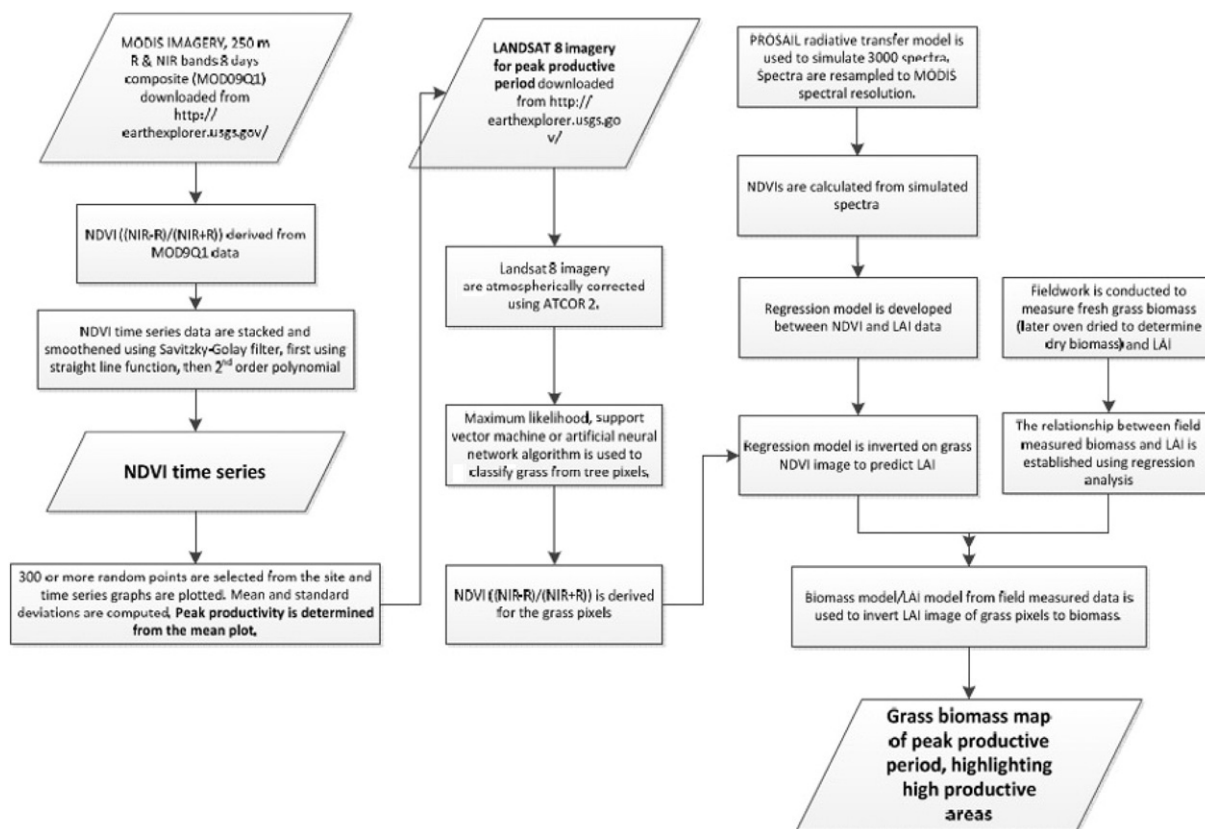 MODIS IMAGERY, 250 m
R & NIR bands 8 days
composite (MOD09Q1)
downloaded from
http://
earthexplorer.usgs.gov/
NDVI ((NIR-R)/(NIR+R)) derived from
MOD9Q1 data
NDVI time series data are stacked and
smoothened using Savitzky-Golay filter, first using
straight line function, then 2nd order polynomial
NDVI time series
300 or more random points are selected from the site and
time series graphs are plotted. Mean and standard
deviations are computed. Peak productivity is determined
from the mean plot.
LANDSAT 8 imagery
for peak productive
period downloaded
from http://
earthexplorer.usgs.go
v/
Landsat 8 imagery
are atmospherically corrected
using ATCOR 2.
Maximum likelihood, support
vector machine or artificial neural
network algorithm is used to
classify grass from tree pixels.
NDVI ((NIR-R)/(NIR+R)) is derived
for the grass pixels
PROSAIL radiative transfer model is
used to simulate 3000 spectra.
Spectra are resampled to MODIS
spectral resolution.
NDVIs are calculated from simulated
spectra
Regression model is developed
between NDVI and LAI data
Regression model is inverted on grass
NDVI image to predict LAI
Fieldwork is conducted to
measure fresh grass biomass
(later oven dried to determine
dry biomass) and LAI
The relationship between field
measured biomass and LAI is
established using regression
analysis
Biomass model/LAI model from field measured data is
used to invert LAI image of grass pixels to biomass.
Grass biomass map
of peak productive
period, highlighting
high productive
areas